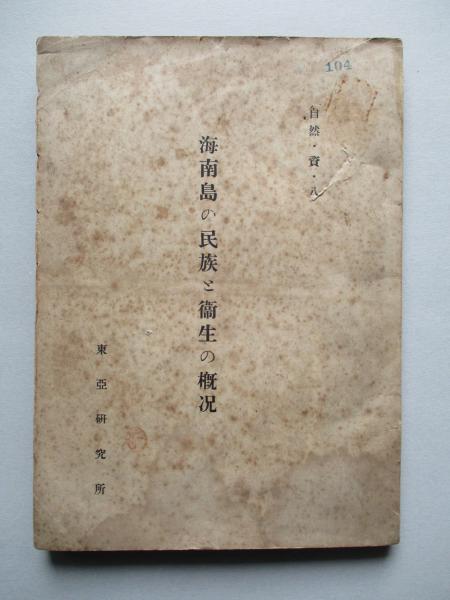 104
自然・資・八
海南島の民族と衞生の概況
東亞研究所